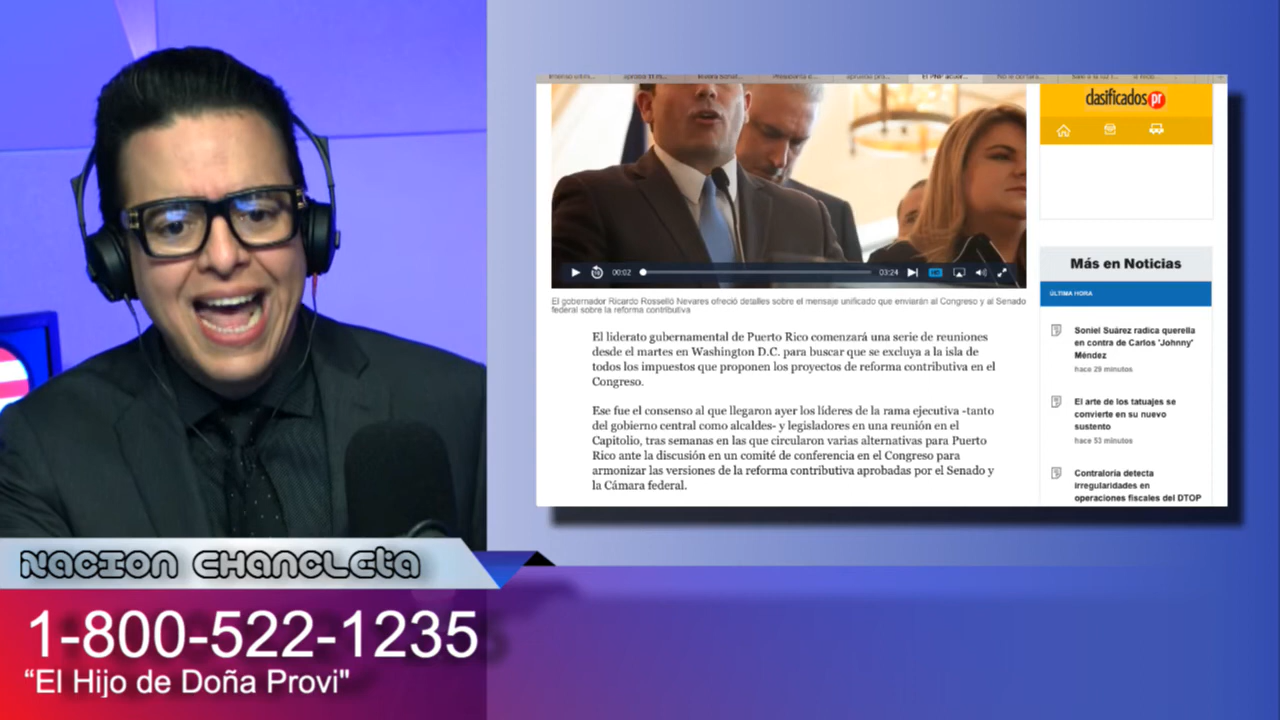 NACION CHANCLETA
1-800-522-1235
“El Hijo de Doña Provi"
El PNP acuer...
clasificados pr
00:02
03:24
HD
El gobernador Ricardo Rosselló Nevares ofreció detalles sobre el mensaje unificado que enviarán al Congreso y al Senado
federal sobre la reforma contributiva
El liderato gubernamental de Puerto Rico comenzará una serie de reuniones
desde el martes en Washington D.C. para buscar que se excluya a la isla de
todos los impuestos que proponen los proyectos de reforma contributiva en el
Congreso.
Ese fue el consenso al que llegaron ayer los líderes de la rama ejecutiva -tanto
del gobierno central como alcaldes- y legisladores en una reunión en el
Capitolio, tras semanas en las que circularon varias alternativas para Puerto
Rico ante la discusión en un comité de conferencia en el Congreso para
armonizar las versiones de la reforma contributiva aprobadas por el Senado y
la Cámara federal.
Más en Noticias
ÚLTIMA HORA
Soniel Suárez radica querella
en contra de Carlos 'Johnny'
Méndez
hace 29 minutos
El arte de los tatuajes se
convierte en su nuevo
sustento
hace 53 minutos
Contraloría detecta
irregularidades en
operaciones fiscales del DTOP